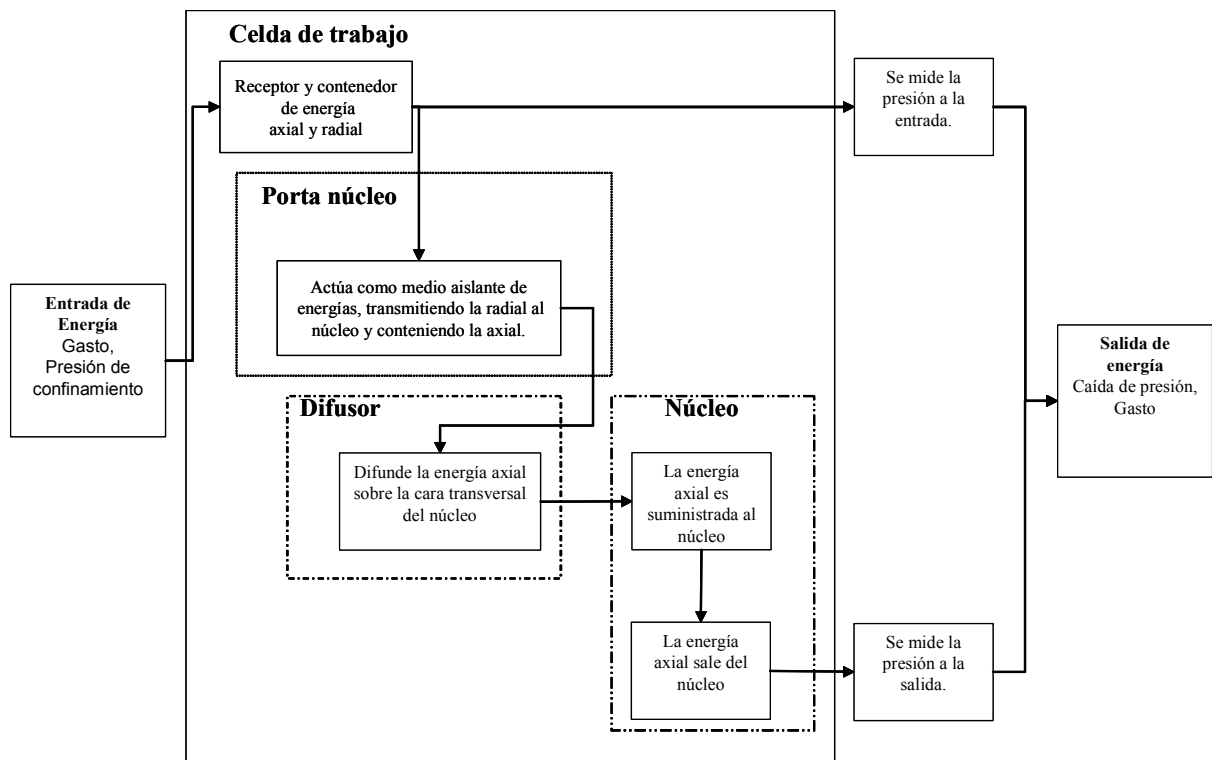 Celda de trabajo
Receptor y contenedor
de energía
axial y radial
Se mide la
presión a la
entrada.
Porta núcleo
Actúa como medio aislante de
energías, transmitiendo la radial al
núcleo y conteniendo la axial.
Entrada de
Energía
Gasto,
Presión de
confinamiento
Salida de
energía
Caída de presión,
Gasto
Difusor
Difunde la energía axial
sobre la cara transversal
del núcleo
Núcleo
La energía
axial es
suministrada al
núcleo
La energía
axial sale del
núcleo
Se mide la
presión a la
salida.